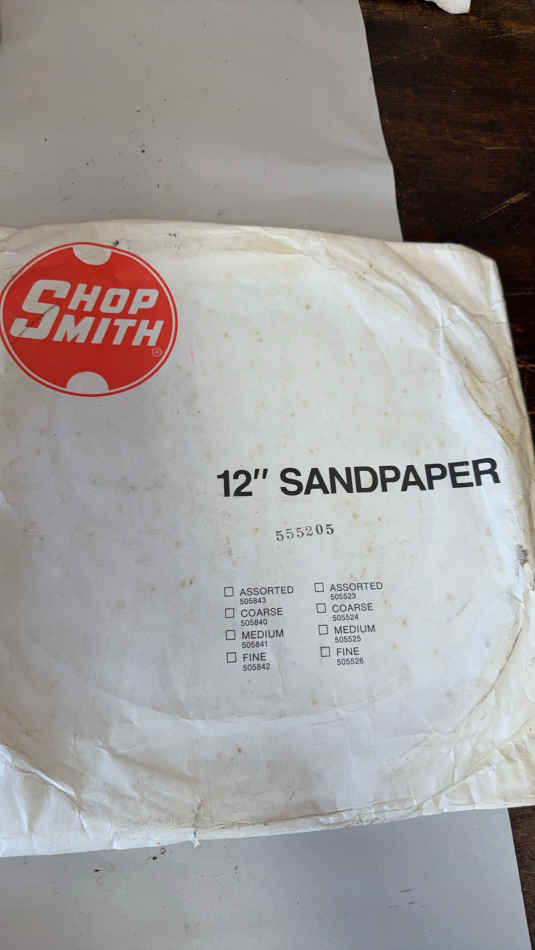 SHOP
SMITH®
12" SANDPAPER
555205
☐ ASSORTED ☐ ASSORTED
505843 505523
☐ COARSE ☐ COARSE
505840 505524
☐ MEDIUM ☐ MEDIUM
505841 505525
☐ FINE ☐ FINE
505842 505526